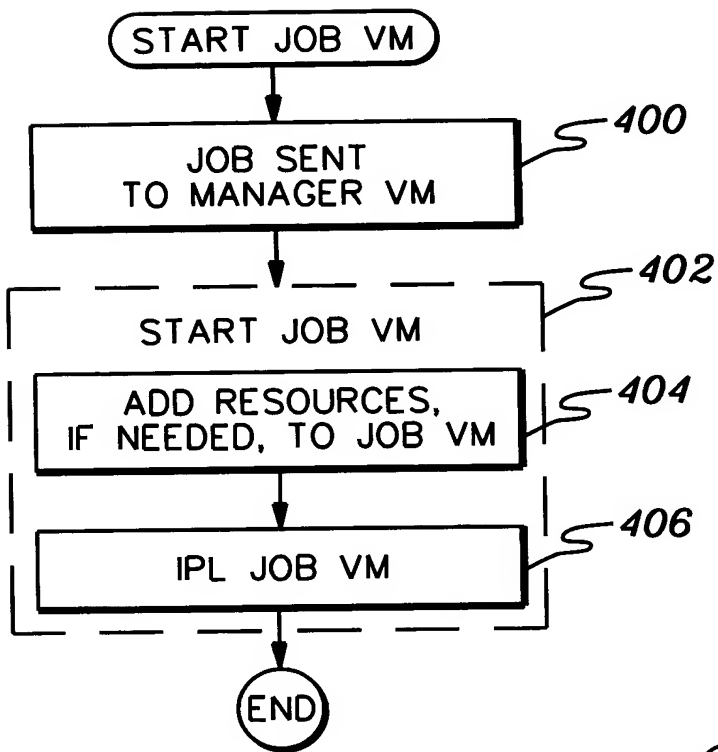 START JOB VM
400
JOB SENT
TO MANAGER VM
402
START JOB VM
404
ADD RESOURCES,
IF NEEDED, TO JOB VM
406
IPL JOB VM
END